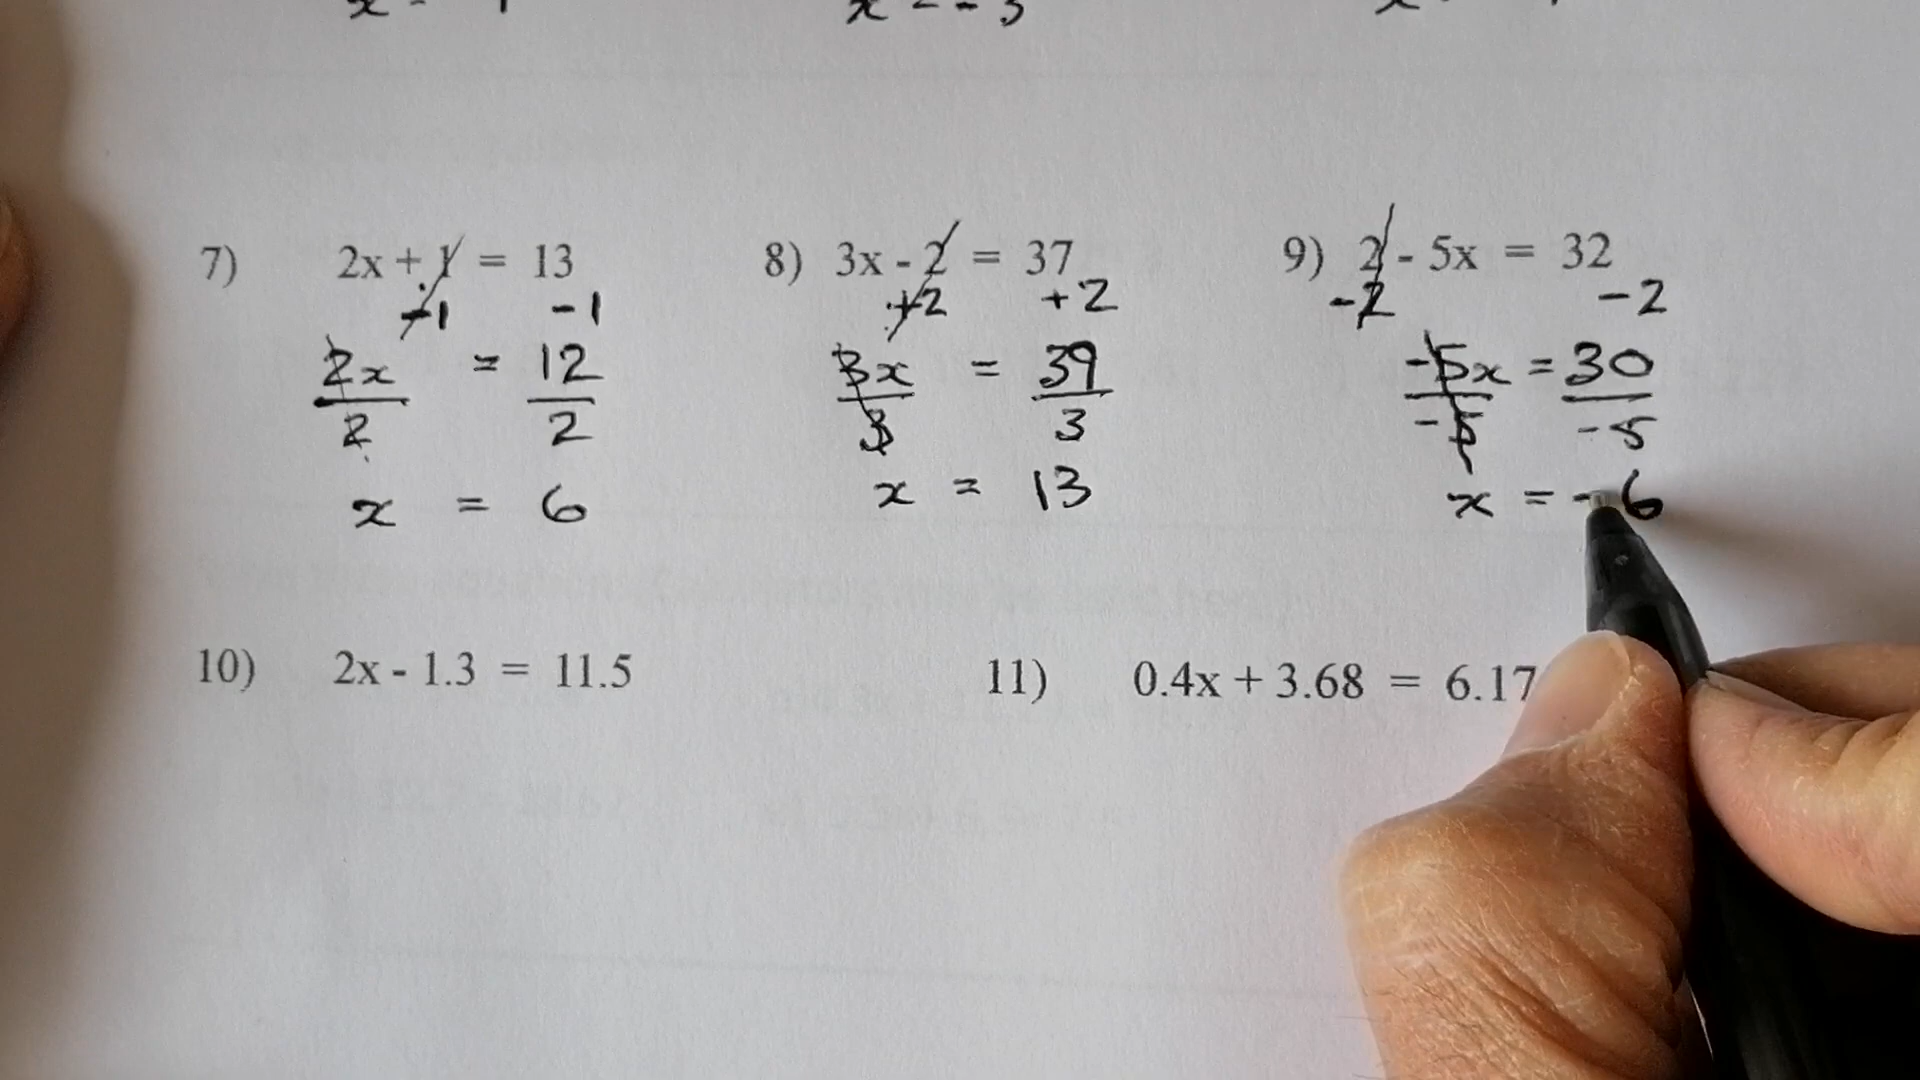 7) 2x + 1 = 13
-1 -1
2x = 12
2 2
x = 6
8) 3x - 2 = 37
+2 +2
3x = 39
3 3
x = 13
9) 2 - 5x = 32
-2 -2
-5x = 30
-5 -5
x = -6
10) 2x - 1.3 = 11.5
11) 0.4x + 3.68 = 6.17